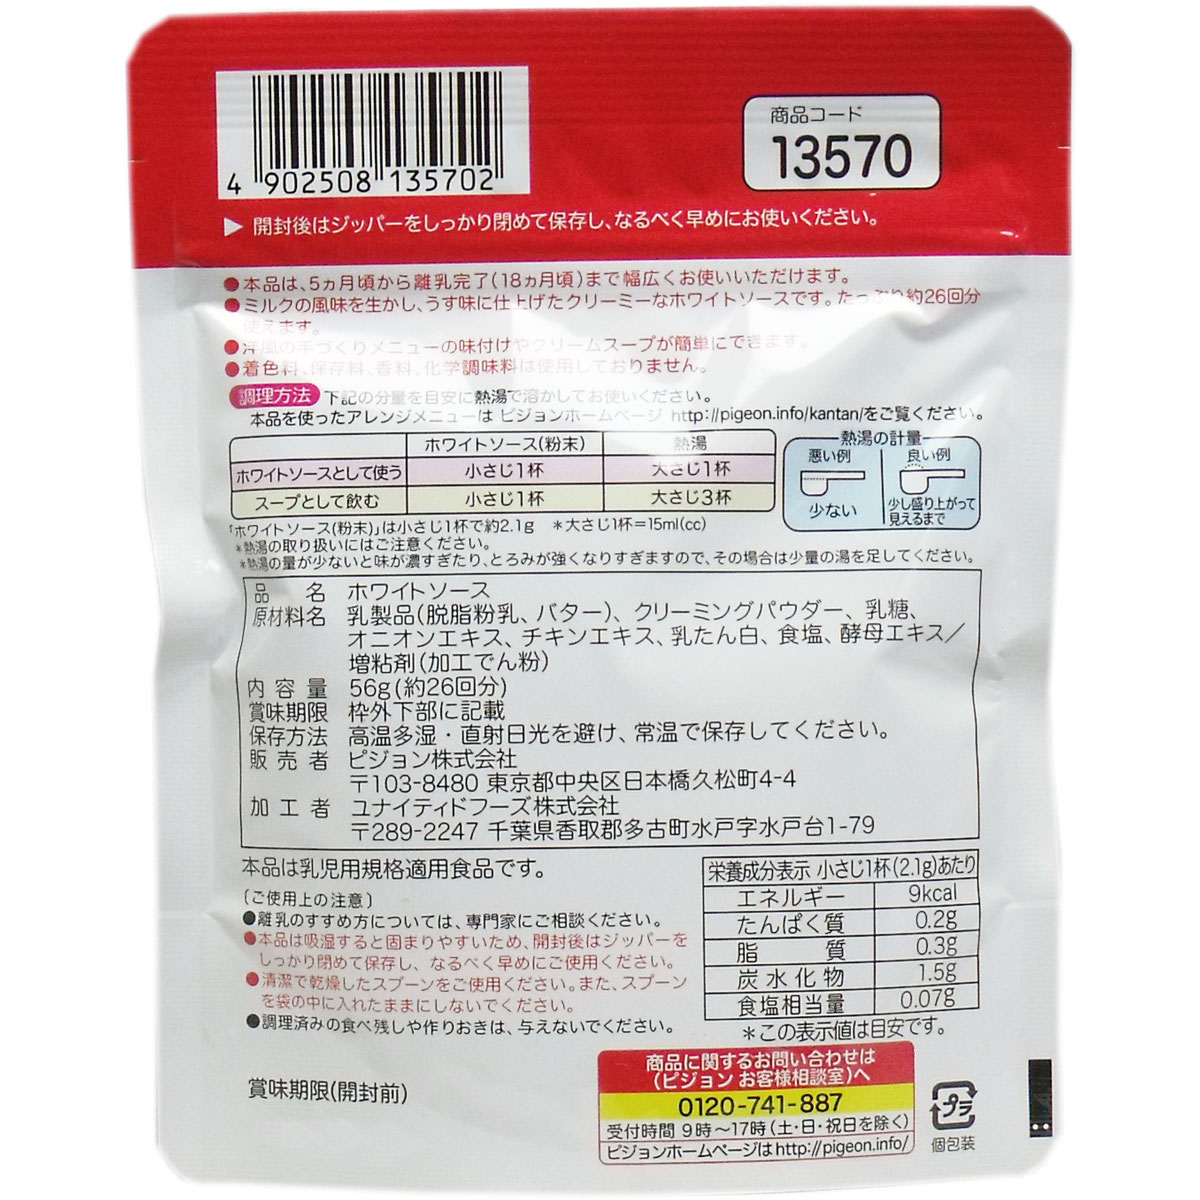 4 902508 135702
商品コード
13570
▶ 開封後はジッパーをしっかり閉めて保存し、なるべく早めにお使いください。
●本品は、5ヵ月頃から離乳完了(18ヵ月頃)まで幅広くお使いいただけます。
●ミルクの風味を生かし、うす味に仕上げたクリーミーなホワイトソースです。たっぷり約26回分
使えます。
●洋風の手づくりメニューの味付けやクリームスープが簡単にできます。
●着色料、保存料、香料、化学調味料は使用しておりません。
調理方法 下記の分量を目安に熱湯で溶かしてお使いください。
本品を使ったアレンジメニューは ピジョンホームページ http://pigeon.info/kantan/をご覧ください。
ホワイトソース(粉末) 熱湯
ホワイトソースとして使う 小さじ1杯 大さじ1杯
スープとして飲む 小さじ1杯 大さじ3杯
熱湯の計量
悪い例 良い例
少ない 少し盛り上がって
見えるまで
「ホワイトソース(粉末)」は小さじ1杯で約2.1g ＊大さじ1杯=15ml(cc)
＊熱湯の取り扱いにはご注意ください。
＊熱湯の量が少ないと味が濃すぎたり、とろみが強くなりすぎますので、その場合は少量の湯を足してください。
品名 ホワイトソース
原材料名 乳製品(脱脂粉乳、バター)、クリーミングパウダー、乳糖、
オニオンエキス、チキンエキス、乳たん白、食塩、酵母エキス／
増粘剤(加工でん粉)
内容量 56g(約26回分)
賞味期限 枠外下部に記載
保存方法 高温多湿・直射日光を避け、常温で保存してください。
販売者 ピジョン株式会社
〒103-8480 東京都中央区日本橋久松町4-4
加工者 ユナイティドフーズ株式会社
〒289-2247 千葉県香取郡多古町水戸字水戸台1-79
本品は乳児用規格適用食品です。
〔ご使用上の注意〕
●離乳のすすめ方については、専門家にご相談ください。
●本品は吸湿すると固まりやすいため、開封後はジッパーを
しっかり閉めて保存し、なるべく早めにご使用ください。
●清潔で乾燥したスプーンをご使用ください。また、スプーン
を袋の中に入れたままにしないでください。
●調理済みの食べ残しや作りおきは、与えないでください。
栄養成分表示 小さじ1杯(2.1g)あたり
エネルギー 9kcal
たんぱく質 0.2g
脂質 0.3g
炭水化物 1.5g
食塩相当量 0.07g
＊この表示値は目安です。
賞味期限(開封前)
商品に関するお問い合わせは
(ピジョン お客様相談室)へ
0120-741-887
受付時間 9時～17時(土・日・祝日を除く)
ピジョンホームページはhttp://pigeon.info/
プラ
個包装